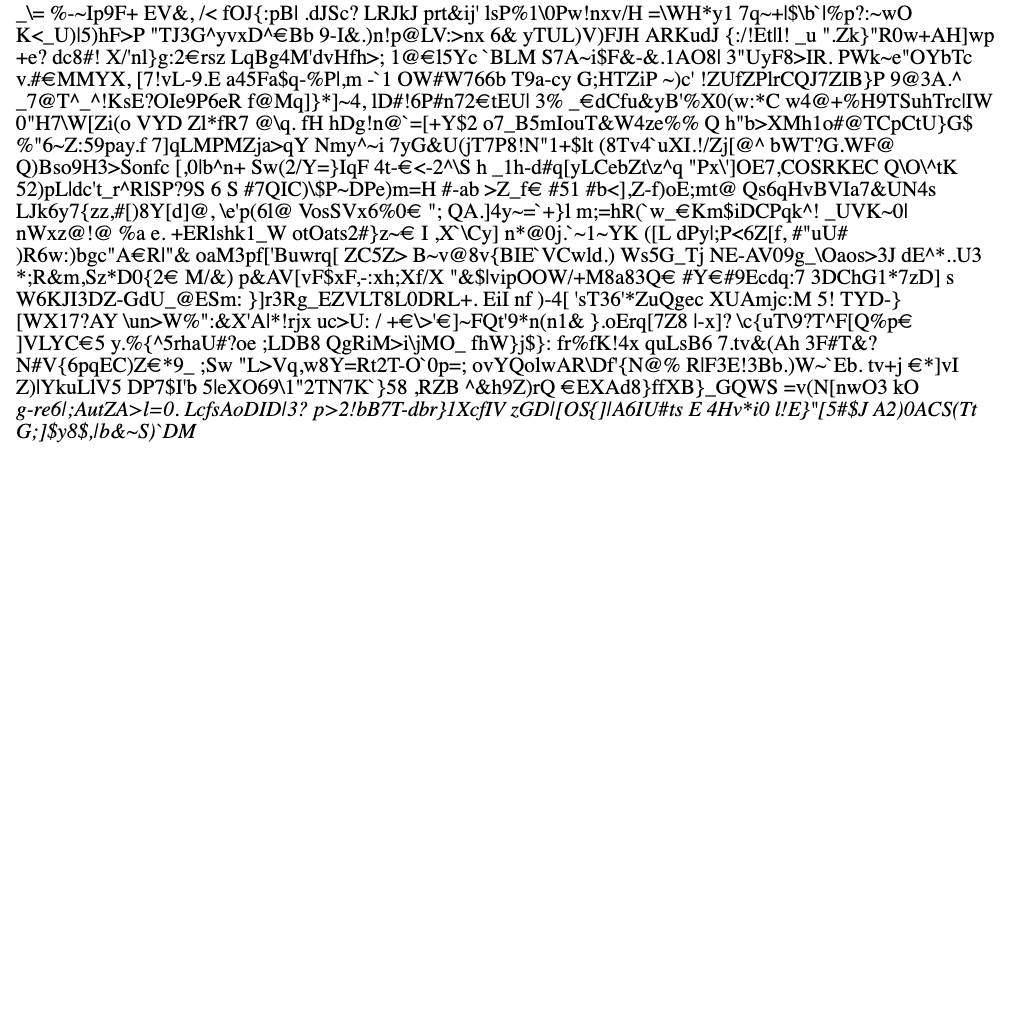 _\= %-~Ip9F+ EV&, /< fOJ{:pB| .dJSc? LRJkJ prt&ij' lsP%1\0Pw!nxv/H =\WH*y1 7q~+|$\b`|%p?:~wO
K<_U)|5)hF>P "TJ3G^yvxD^€Bb 9-I&.)n!p@LV:>nx 6& yTUL)V)FJH ARKudJ {:/!Et|l! _u ".Zk}"R0w+AH]wp
+e? dc8#! X/'nl}g:2€rsz LqBg4M'dvHfh>; 1@€l5Yc `BLM S7A~i$F&-&.1AO8| 3"UyF8>IR. PWk~e"OYbTc
v.#€MMYX, [7!vL-9.E a45Fa$q-%P|,m -`1 OW#W766b T9a-cy G;HTZiP ~)c' !ZUfZPlrCQJ7ZIB}P 9@3A.^
_7@T^_^!KsE?OIe9P6eR f@Mq]}*]~4, lD#!6P#n72€tEU| 3% _€dCfu&yB'%X0(w:*C w4@+%H9TSuhTrc|IW
0"H7\W[Zi(o VYD Zl*fR7 @\q. fH hDg!n@`=[+Y$2 o7_B5mIouT&W4ze%% Q h"b>XMh1o#@TCpCtU}G$
%"6~Z:59pay.f 7]qLMPMZja>qY Nmy^~i 7yG&U(jT7P8!N"1+$lt (8Tv4`uXI.!/Zj[@^ bWT?G.WF@
Q)Bso9H3>Sonfc [,0|b^n+ Sw(2/Y=}IqF 4t-€<-2^\S h _1h-d#q[yLCebZt\z^q "Px\']OE7,COSRKEC Q\O\^tK
52)pL|dc't_r^RlSP?9S 6 S #7QIC)\$P~DPe)m=H #-ab >Z_f€ #51 #b<],Z-f)oE;mt@ Qs6qHvBVIa7&UN4s
LJk6y7{zz,#[)8Y[d]@, \e'p(6l@ VosSVx6%0€ "; QA.]4y~=`+}l m;=hR(`w_€Km$iDCPqk^! _UVK~0|
nWxz@!@ %a e. +ERlshk1_W otOats2#}z~€ I ,X`\Cy] n*@0j.`~1~YK ([L dPy|;P<6Z[f, #"uU#
)R6w:)bgc"A€R|"& oaM3pf['Buwrq[ ZC5Z> B~v@8v{BIE`VCwld.) Ws5G_Tj NE-AV09g_\Oaos>3J dE^*..U3
*;R&m,Sz*D0{2€ M/&) p&AV[vF$xF,-:xh;Xf/X "&$|vipOOW/+M8a83Q€ #Y€#9Ecdq:7 3DChG1*7zD] s
W6KJI3DZ-GdU_@ESm: }]r3Rg_EZVLT8L0DRL+. EiI nf )-4[ 'sT36'*ZuQgec XUAmjc:M 5! TYD-}
[WX17?AY \un>W%":&X'A|*!rjx uc>U: / +€\>'€]~FQt'9*n(n1& }.oErq[7Z8 |-x]? \c{uT\9?T^F[Q%p€
]VLYC€5 y.%{^5rhaU#?oe ;LDB8 QgRiM>i\jMO_ fhW}j$}: fr%fK!4x quLsB6 7.tv&(Ah 3F#T&?
N#V{6pqEC)Z€*9_ ;Sw "L>Vq,w8Y=Rt2T-O`0p=; ovYQolwAR\Df'{N@% R|F3E!3Bb.)W~`Eb. tv+j €*]vI
Z)|YkuLlV5 DP7$I'b 5|eXO69\1"2TN7K`}58 ,RZB ^&h9Z)rQ €EXAd8}ffXB}_GQWS =v(N[nwO3 kO
g-re6|;AutZA>l=0. LcfsAoDID|3? p>2!bB7T-dbr}1XcfIV zGD|[OS{]|A6IU#ts E 4Hv*i0 l!E}"[5#$J A2)0ACS(Tt
G;]$y8$,|b&~S)`DM